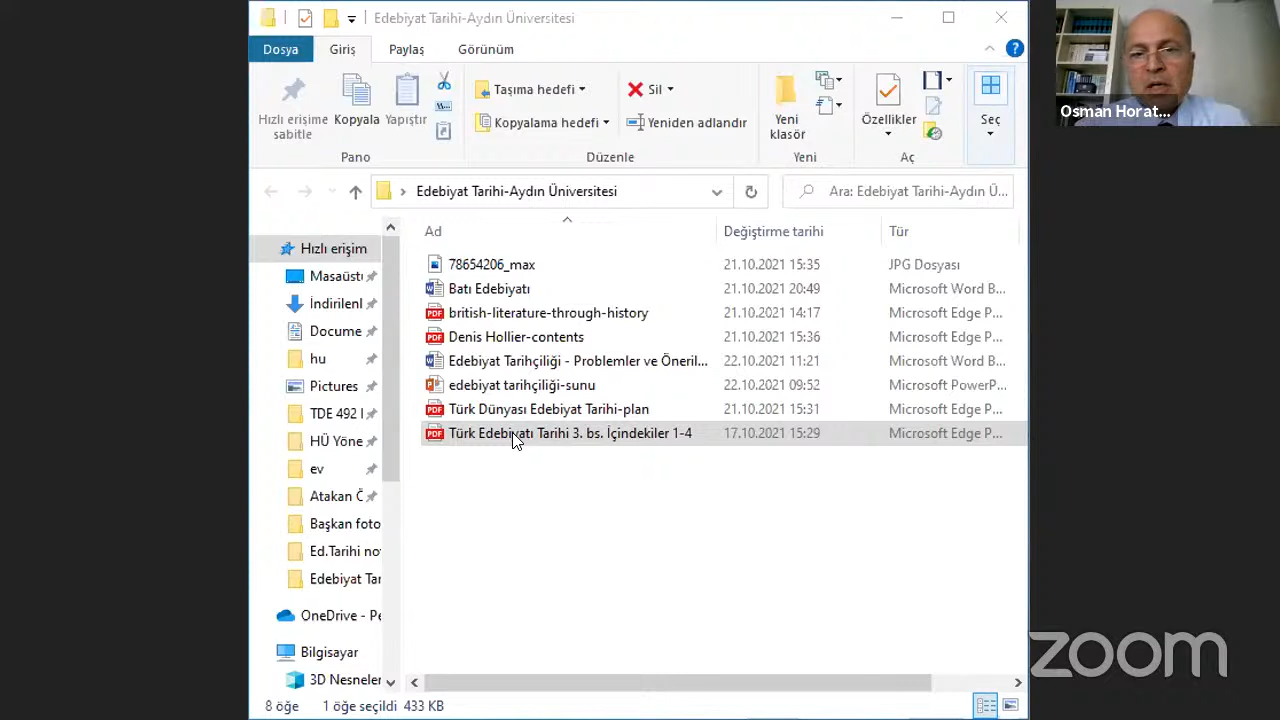 Edebiyat Tarihi-Aydın Üniversitesi
Dosya Giriş Paylaş Görünüm
Hızlı erişime sabitle
Kopyala
Yapıştır
Taşıma hedefi
Kopyalama hedefi
Sil
Yeniden adlandır
Yeni klasör
Özellikler
Seç
Pano Düzenle Yeni Aç
Osman Horat...
Edebiyat Tarihi-Aydın Üniversitesi
Ara: Edebiyat Tarihi-Aydın Ü...
Ad Değiştirme tarihi Tür
78654206_max 21.10.2021 15:35 JPG Dosyası
Batı Edebiyatı 21.10.2021 20:49 Microsoft Word B...
british-literature-through-history 21.10.2021 14:17 Microsoft Edge P...
Denis Hollier-contents 21.10.2021 15:36 Microsoft Edge P...
Edebiyat Tarihçiliği - Problemler ve Öneril... 22.10.2021 11:21 Microsoft Word B...
edebiyat tarihçiliği-sunu 22.10.2021 09:52 Microsoft PowerP...
Türk Dünyası Edebiyat Tarihi-plan 21.10.2021 15:31 Microsoft Edge P...
Türk Edebiyatı Tarihi 3. bs. İçindekiler 1-4 17.10.2021 15:29 Microsoft Edge P...
Hızlı erişim
Masaüstü
İndirilenl
Docume
hu
Pictures
TDE 492
HÜ Yöne
ev
Atakan Ö
Başkan foto
Ed.Tarihi no
Edebiyat Tar
OneDrive - Pe
Bilgisayar
3D Nesneler
8 öğe 1 öğe seçildi 433 KB
zoom